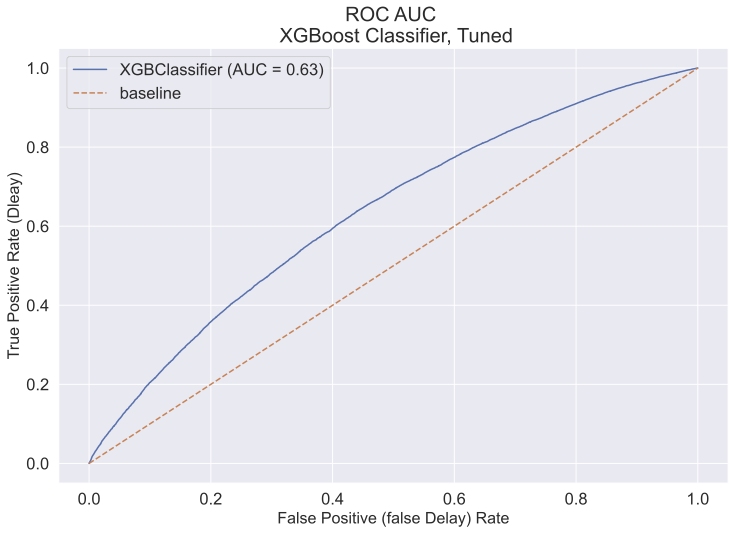 ROC AUC
XGBoost Classifier, Tuned
XGBClassifier (AUC = 0.63)
baseline
1.0
0.8
0.6
0.4
0.2
0.0
True Positive Rate (Dleay)
0.0 0.2 0.4 0.6 0.8 1.0
False Positive (false Delay) Rate